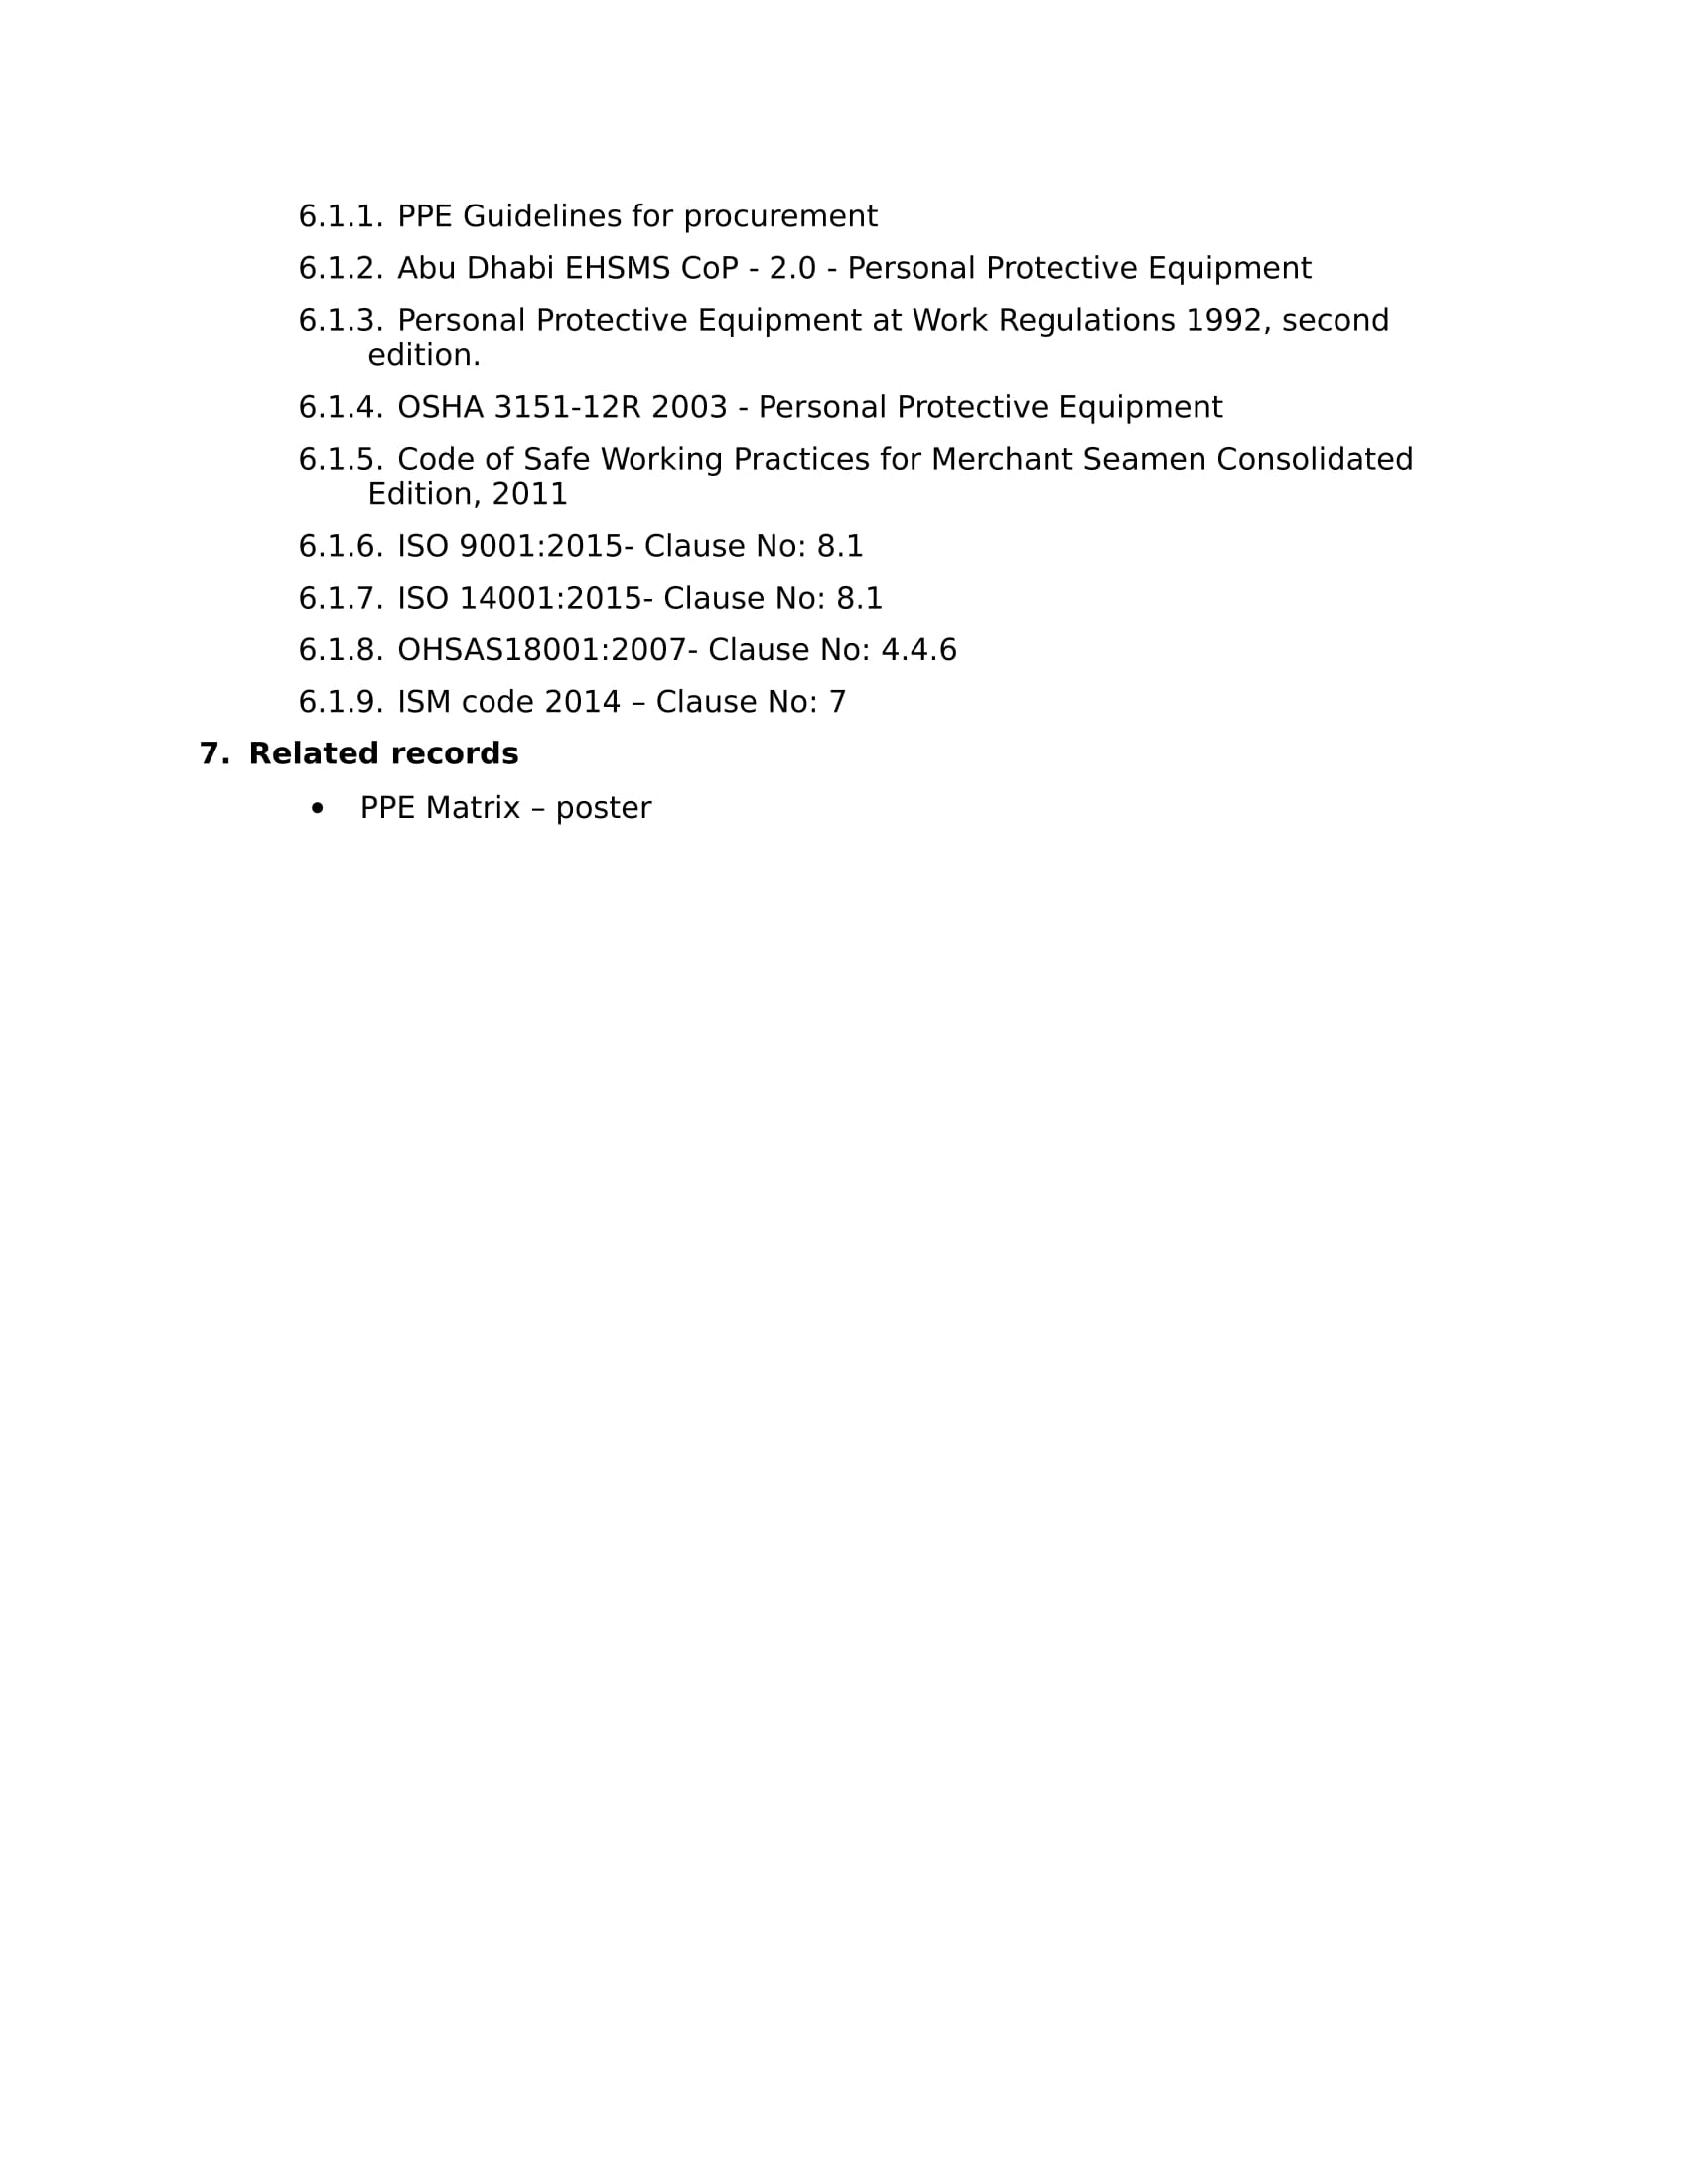 6.1.1. PPE Guidelines for procurement
6.1.2. Abu Dhabi EHSMS CoP - 2.0 - Personal Protective Equipment
6.1.3. Personal Protective Equipment at Work Regulations 1992, second
edition.
6.1.4. OSHA 3151-12R 2003 - Personal Protective Equipment
6.1.5. Code of Safe Working Practices for Merchant Seamen Consolidated
Edition, 2011
6.1.6. ISO 9001:2015- Clause No: 8.1
6.1.7. ISO 14001:2015- Clause No: 8.1
6.1.8. OHSAS18001:2007- Clause No: 4.4.6
6.1.9. ISM code 2014 – Clause No: 7
7. Related records
• PPE Matrix – poster